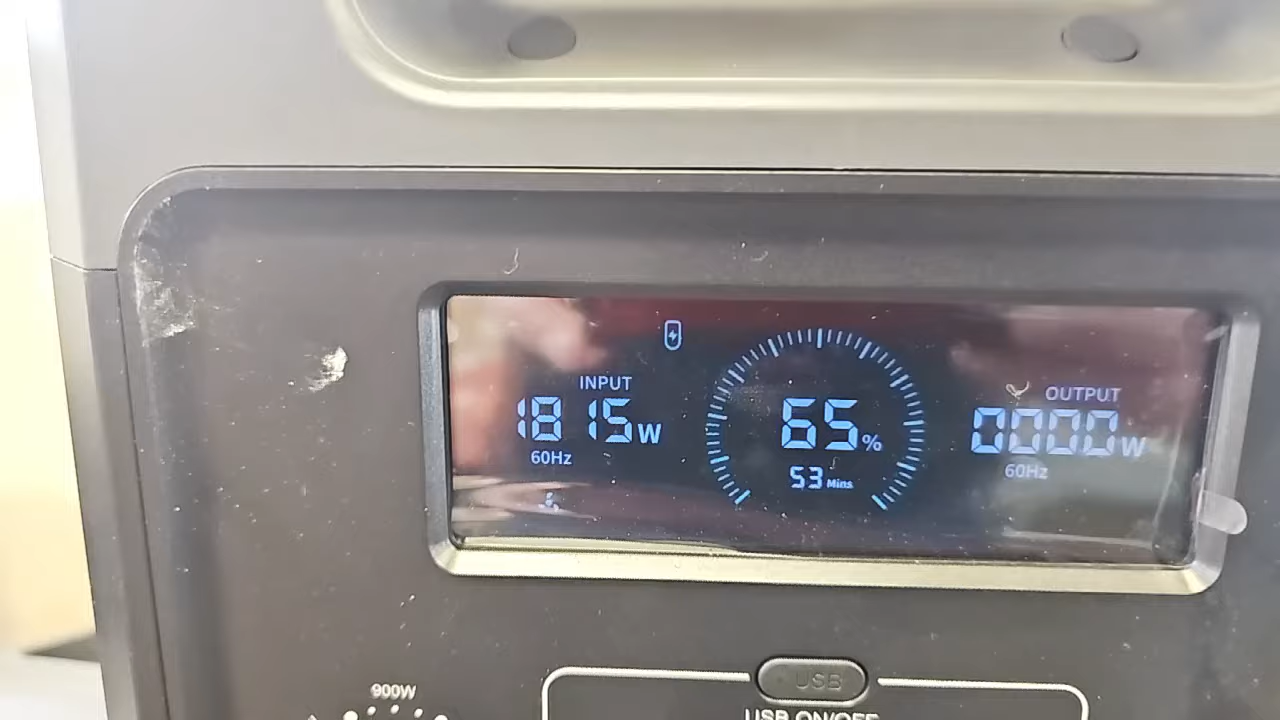 INPUT
1815W
60Hz
65%
53 Mins
OUTPUT
0000W
60Hz
900W
USB
USB ON/OFF